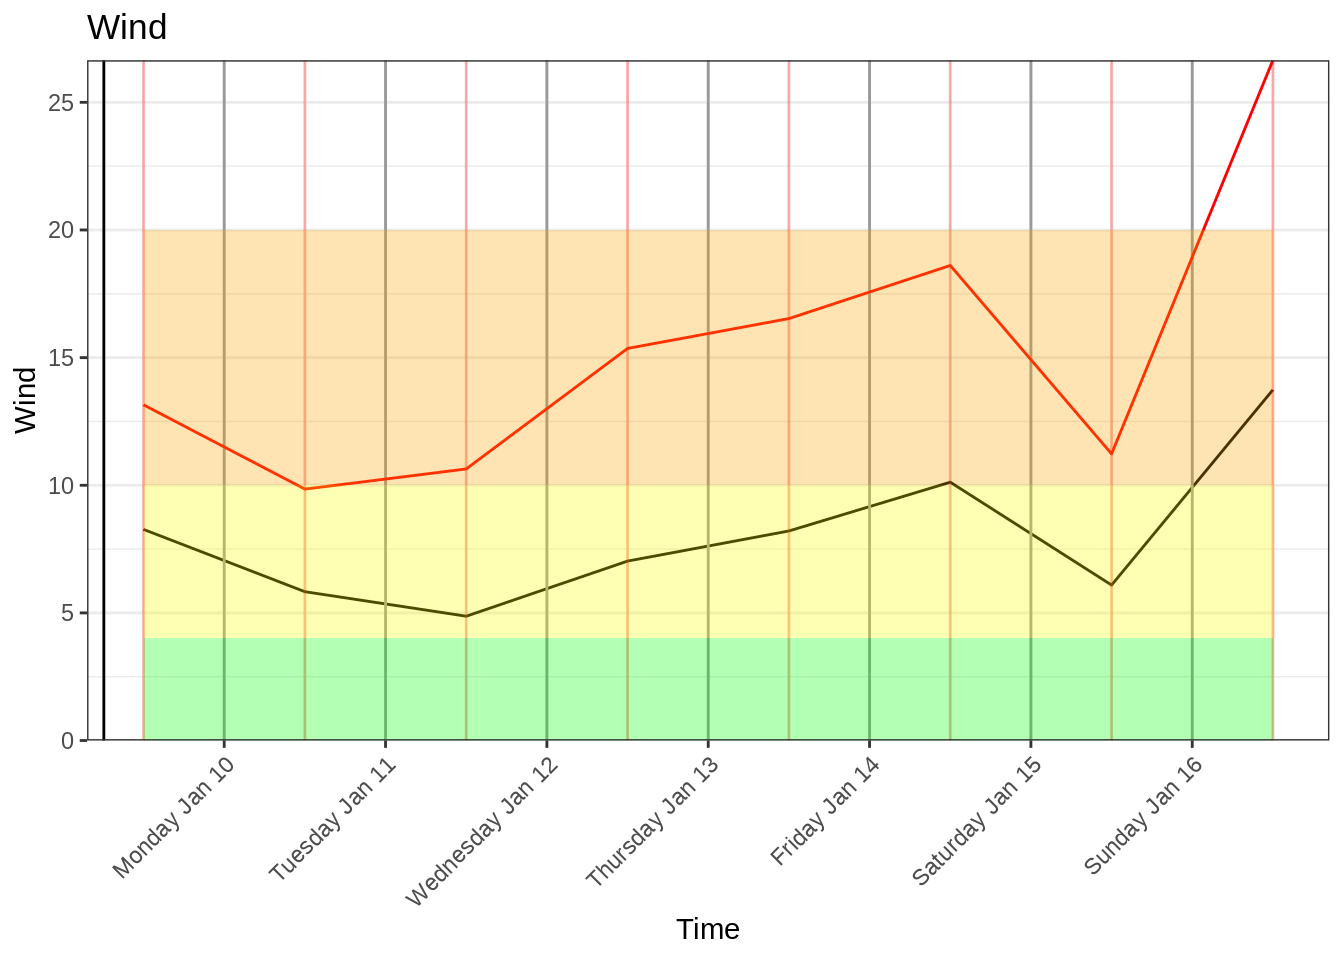 Wind
25
20
15
10
5
0
Wind
Monday Jan 10
Tuesday Jan 11
Wednesday Jan 12
Thursday Jan 13
Friday Jan 14
Saturday Jan 15
Sunday Jan 16
Time